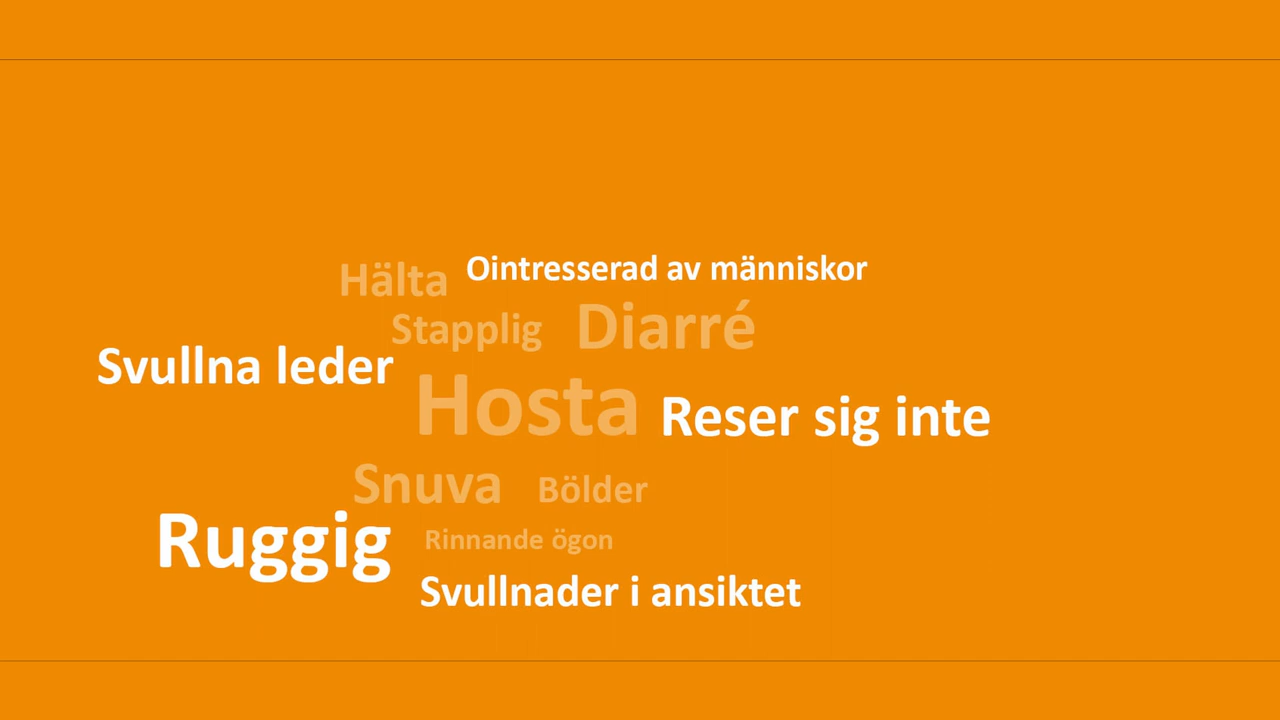 Ointresserad av människor
Hälta
Stapplig
Diarré
Svullna leder
Hosta
Reser sig inte
Snuva
Bölder
Ruggig
Rinnande ögon
Svullnader i ansiktet